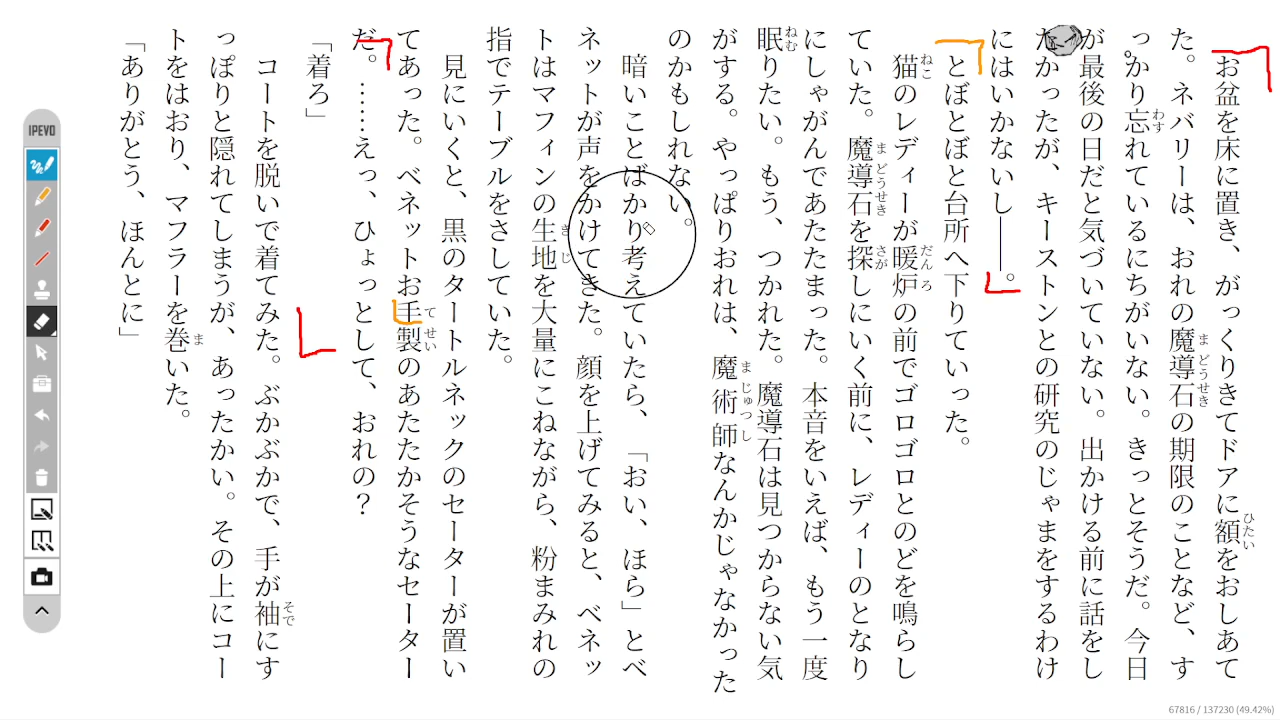 お盆を床に置き、がっくりきてドアに額をおしあて
た。ネバリーは、おれの魔導石の期限のことなど、す
っかり忘れているにちがいない。きっとそうだ。今日
が最後の日だと気づいていない。出かける前に話をし
たかったが、キーストンとの研究のじゃまをするわけ
にはいかないし――。
とぼとぼと台所へ下りていった。
猫のレディーが暖炉の前でゴロゴロとのどを鳴らし
ていた。魔導石を探しにいく前に、レディーのとなり
にしゃがんであたたまった。本音をいえば、もう一度
眠りたい。もう、つかれた。魔導石は見つからない気
がする。やっぱりおれは、魔術師なんかじゃなかった
のかもしれない。
暗いことばかり考えていたら、「おい、ほら」とベ
ネットが声をかけてきた。顔を上げてみると、ベネッ
トはマフィンの生地を大量にこねながら、粉まみれの
指でテーブルをさしていた。
見にいくと、黒のタートルネックのセーターが置い
てあった。ベネットお手製のあたたかそうなセーター
だ。……えっ、ひょっとして、おれの？
「着ろ」
コートを脱いで着てみた。ぶかぶかで、手が袖にす
っぽりと隠れてしまうが、あったかい。その上にコー
トをはおり、マフラーを巻いた。
「ありがとう、ほんとに」
IPEVO
67816 / 137230 (49.42%)